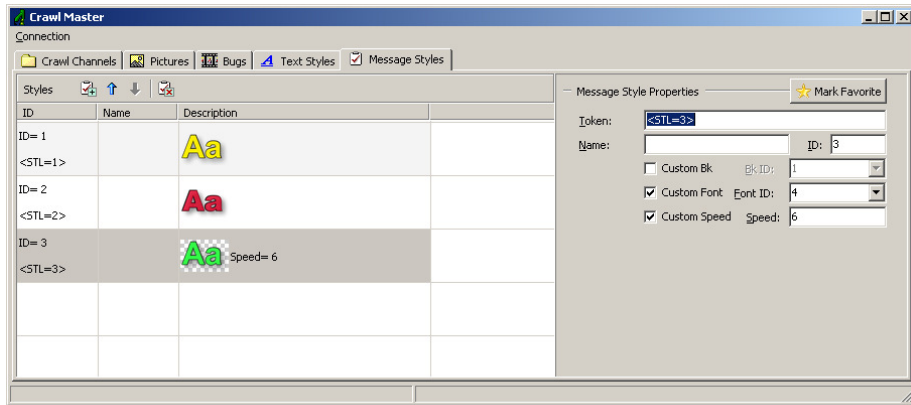 Crawl Master
Connection
Crawl Channels Pictures Bugs Text Styles Message Styles
Styles
ID Name Description
ID= 1
<STL=1>
Aa
ID= 2
<STL=2>
Aa
ID= 3
<STL=3>
Aa Speed= 6
Message Style Properties Mark Favorite
Token: <STL=3>
Name: ID: 3
Custom Bk Bk ID: 1
Custom Font Font ID: 4
Custom Speed Speed: 6